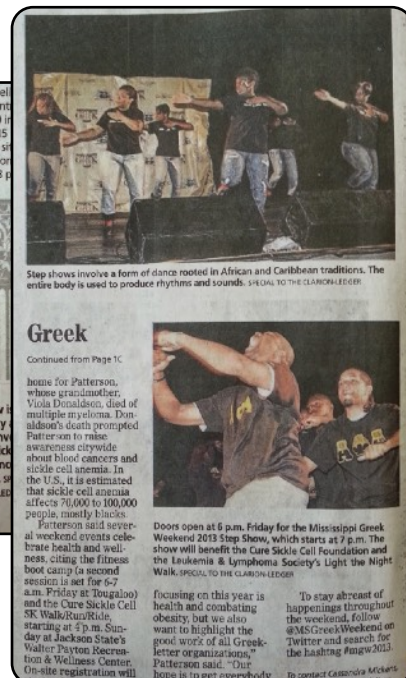 Step shows involve a form of dance rooted in African and Caribbean traditions. The
entire body is used to produce rhythms and sounds. SPECIAL TO THE CLARION-LEDGER
Greek
Continued from Page 1C
home for Patterson,
whose grandmother,
Viola Donaldson, died of
multiple myeloma. Don-
aldson's death prompted
Patterson to raise
awareness citywide
about blood cancers and
sickle cell anemia. In
the U.S., it is estimated
that sickle cell anemia
affects 70,000 to 100,000
people, mostly blacks.
Patterson said sever-
al weekend events cele-
brate health and well-
ness, citing the fitness
boot camp (a second
session is set for 6-7
a.m. Friday at Tougaloo)
and the Cure Sickle Cell
5K Walk/Run/Ride,
starting at 4 p.m. Sun-
day at Jackson State's
Walter Payton Recrea-
tion & Wellness Center.
On-site registration will
Doors open at 6 p.m. Friday for the Mississippi Greek
Weekend 2013 Step Show, which starts at 7 p.m. The
show will benefit the Cure Sickle Cell Foundation and
the Leukemia & Lymphoma Society's Light the Night
Walk. SPECIAL TO THE CLARION-LEDGER
focusing on this year is
health and combating
obesity, but we also
want to highlight the
good work of all Greek-
letter organizations,"
Patterson said. "Our
hope is to get everybody
To stay abreast of
happenings throughout
the weekend, follow
@MSGreekWeekend on
Twitter and search for
the hashtag #mgw2013.
To contact Cassandra Mickens